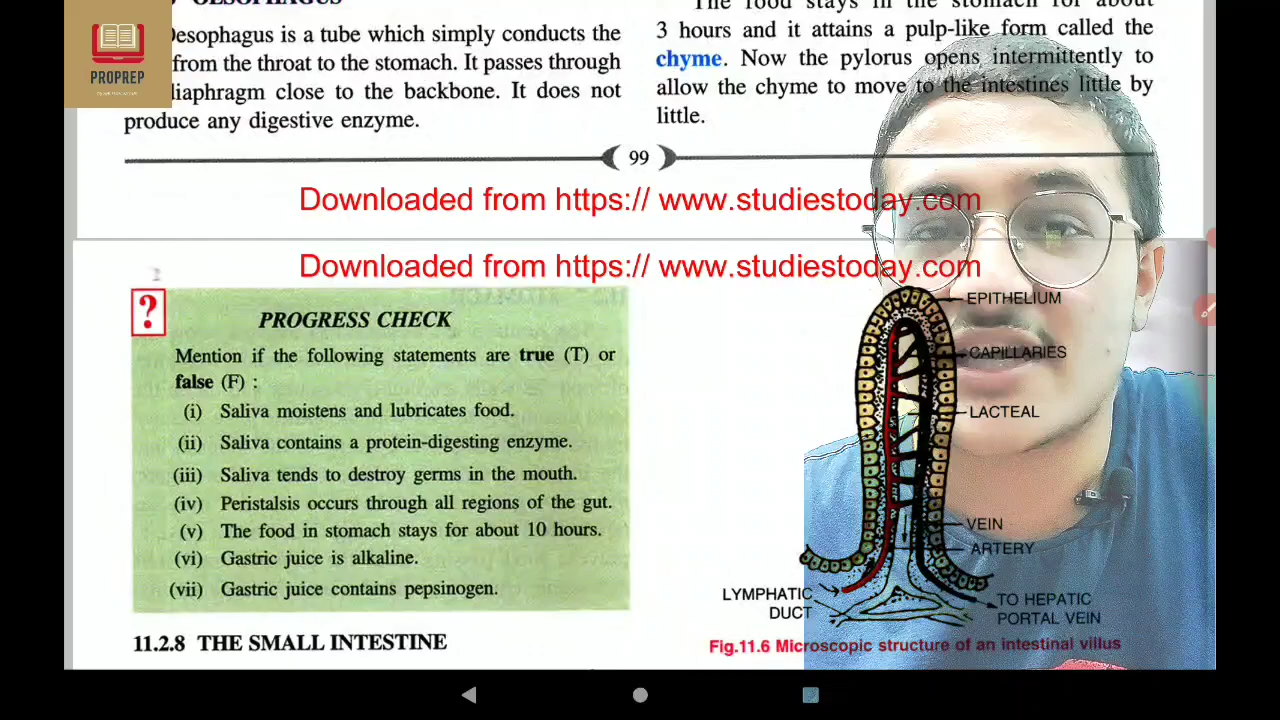 OESOPHAGUS
Oesophagus is a tube which simply conducts the
from the throat to the stomach. It passes through
diaphragm close to the backbone. It does not
produce any digestive enzyme.
The food stays in the stomach for about
3 hours and it attains a pulp-like form called the
chyme. Now the pylorus opens intermittently to
allow the chyme to move to the intestines little by
little.
99
PROPREP
Downloaded from https:// www.studiestoday.com
Downloaded from https:// www.studiestoday.com
?
PROGRESS CHECK
Mention if the following statements are true (T) or
false (F) :
(i) Saliva moistens and lubricates food.
(ii) Saliva contains a protein-digesting enzyme.
(iii) Saliva tends to destroy germs in the mouth.
(iv) Peristalsis occurs through all regions of the gut.
(v) The food in stomach stays for about 10 hours.
(vi) Gastric juice is alkaline.
(vii) Gastric juice contains pepsinogen.
11.2.8 THE SMALL INTESTINE
EPITHELIUM
CAPILLARIES
LACTEAL
VEIN
ARTERY
LYMPHATIC
DUCT
TO HEPATIC
PORTAL VEIN
Fig.11.6 Microscopic structure of an intestinal villus